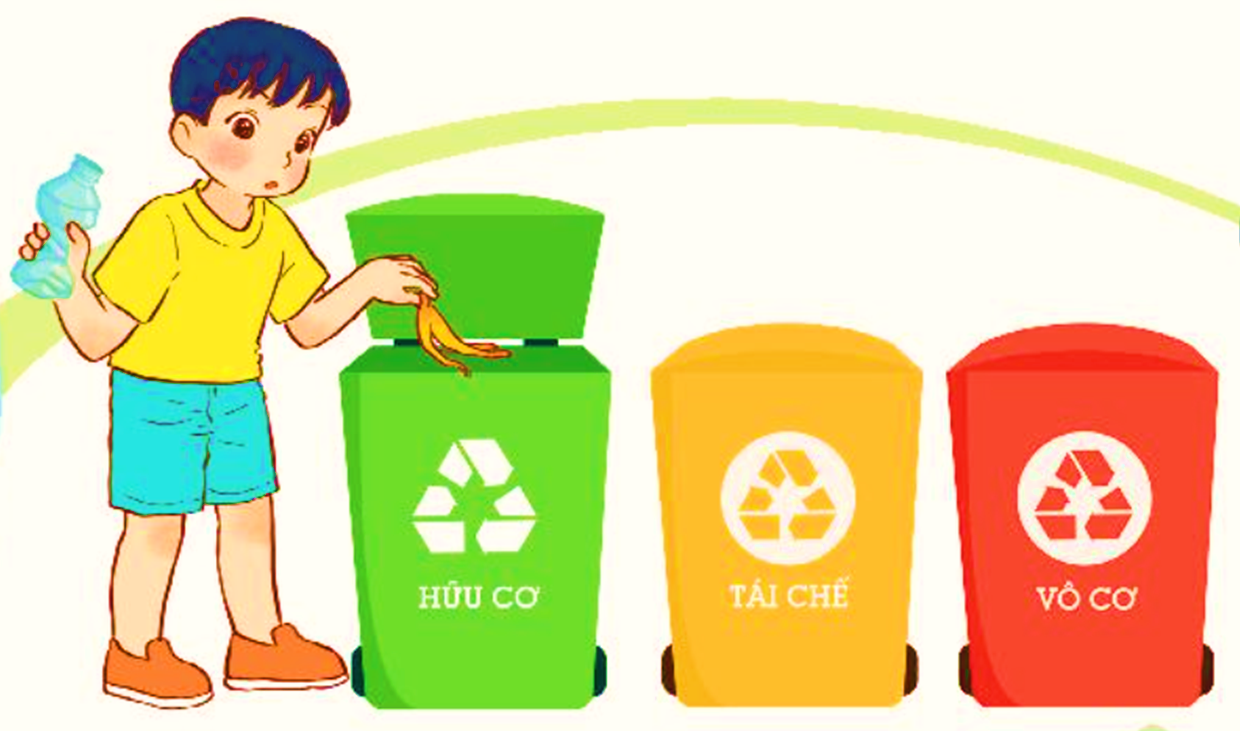 HỮU CƠ
TÁI CHẾ
VÔ CƠ